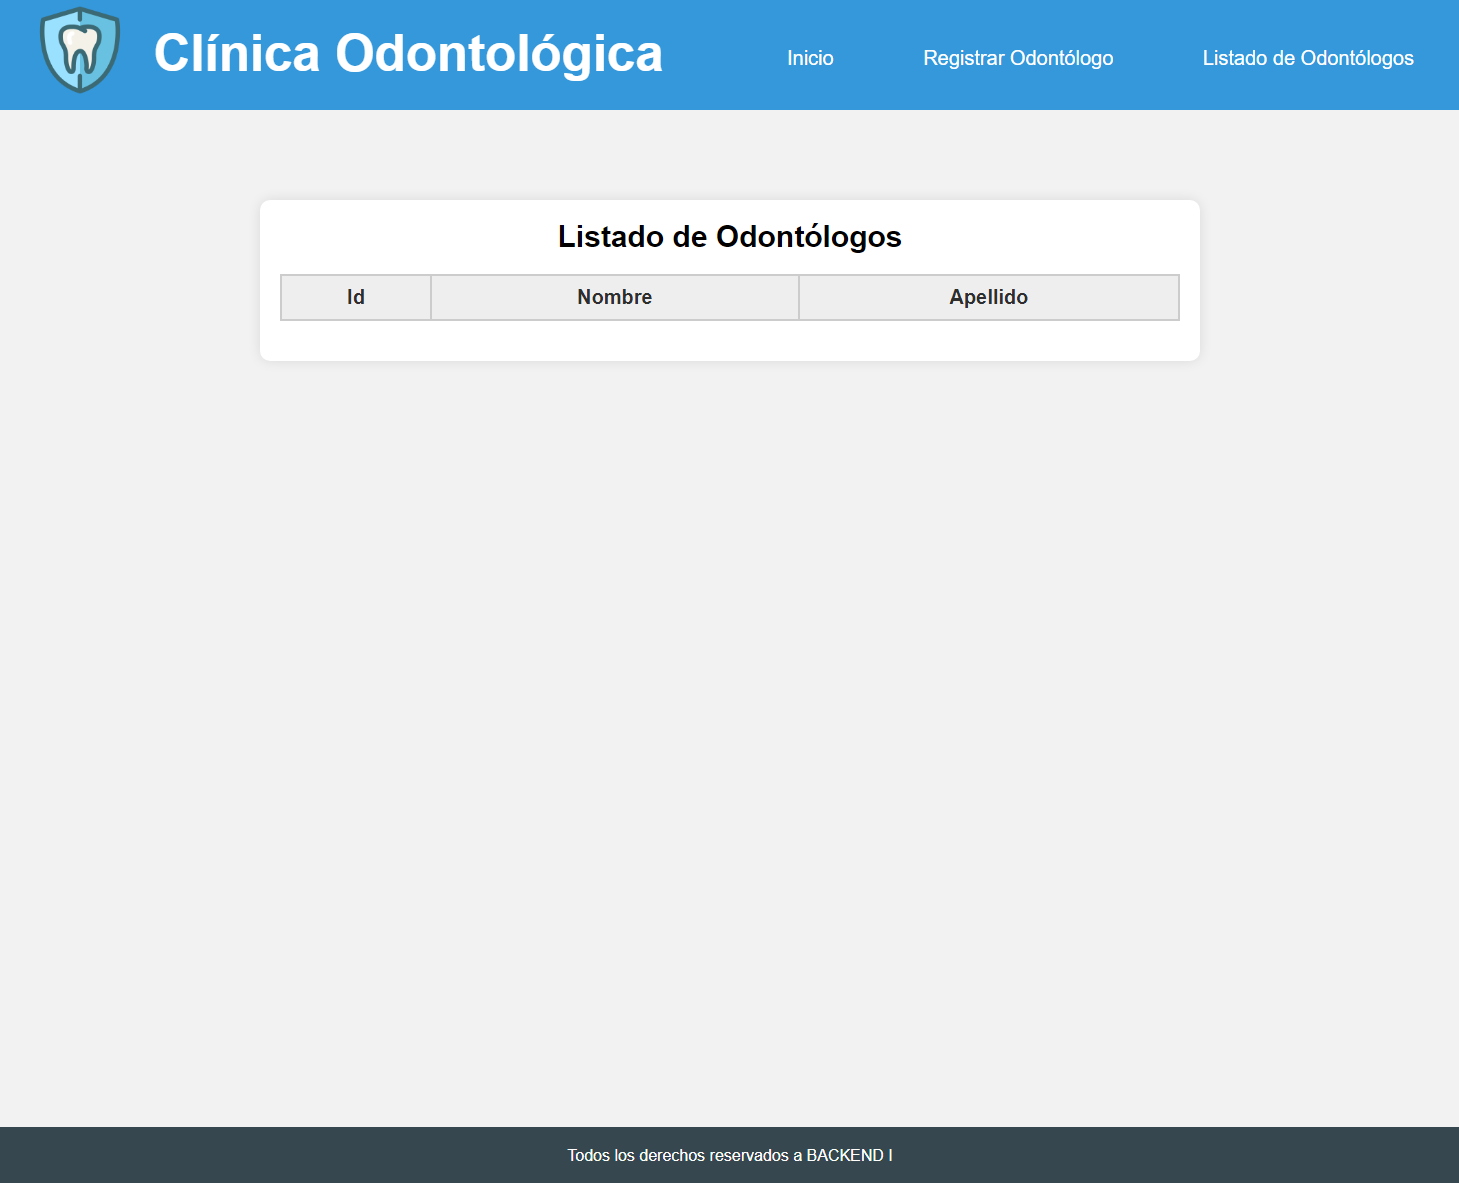 Clínica Odontológica
Inicio
Registrar Odontólogo
Listado de Odontólogos
Listado de Odontólogos
Id
Nombre
Apellido
Todos los derechos reservados a BACKEND I